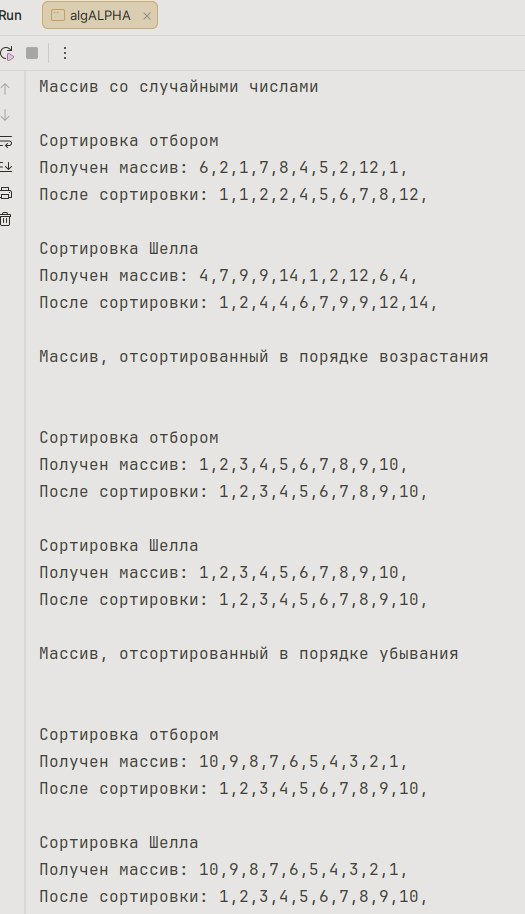 Run
algALPHA
Массив со случайными числами
Сортировка отбором
Получен массив: 6,2,1,7,8,4,5,2,12,1,
После сортировки: 1,1,2,2,4,5,6,7,8,12,
Сортировка Шелла
Получен массив: 4,7,9,9,14,1,2,12,6,4,
После сортировки: 1,2,4,4,6,7,9,9,12,14,
Массив, отсортированный в порядке возрастания
Сортировка отбором
Получен массив: 1,2,3,4,5,6,7,8,9,10,
После сортировки: 1,2,3,4,5,6,7,8,9,10,
Сортировка Шелла
Получен массив: 1,2,3,4,5,6,7,8,9,10,
После сортировки: 1,2,3,4,5,6,7,8,9,10,
Массив, отсортированный в порядке убывания
Сортировка отбором
Получен массив: 10,9,8,7,6,5,4,3,2,1,
После сортировки: 1,2,3,4,5,6,7,8,9,10,
Сортировка Шелла
Получен массив: 10,9,8,7,6,5,4,3,2,1,
После сортировки: 1,2,3,4,5,6,7,8,9,10,